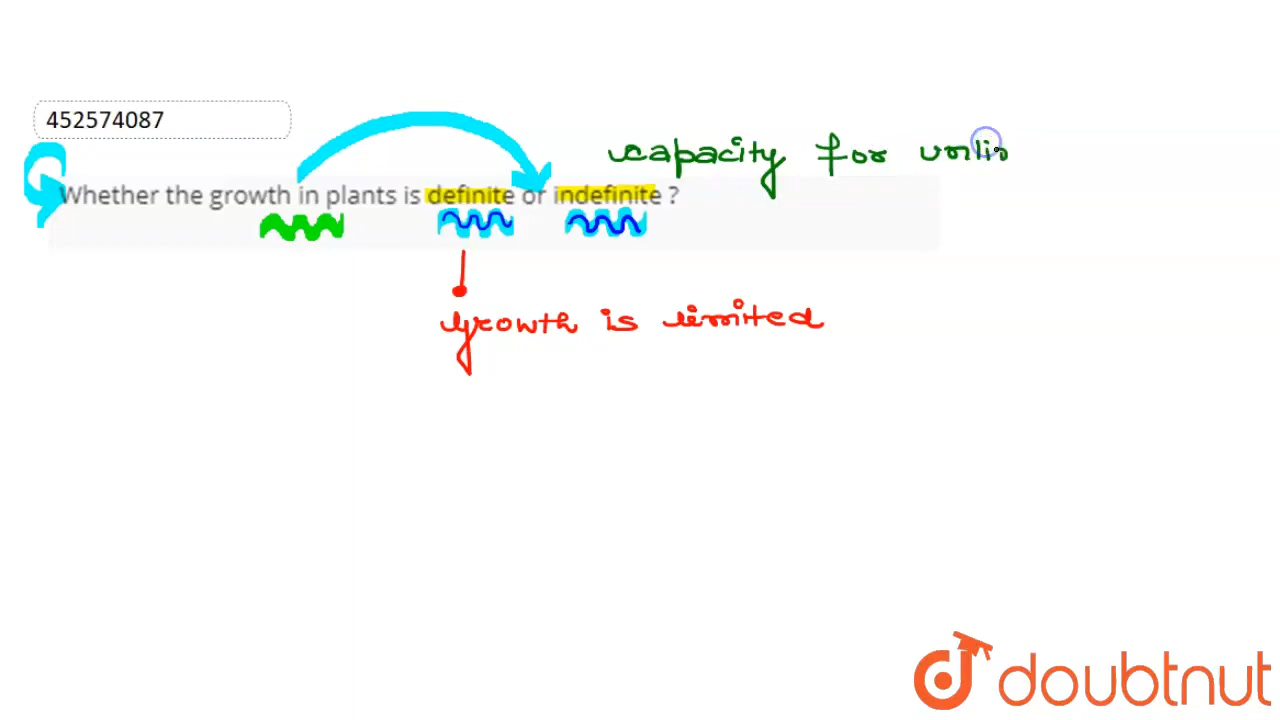 452574087
capacity for unli
Whether the growth in plants is definite or indefinite ?
growth is limited
doubtnut